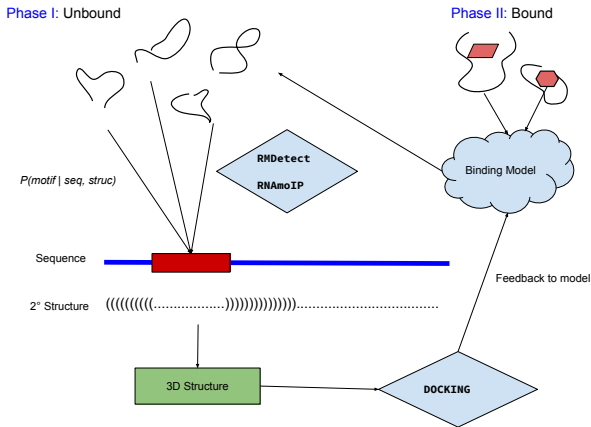 Phase I: Unbound
Phase II: Bound
RMDetect
RNAmoIP
Binding Model
P(motif | seq, struc)
Sequence
Feedback to model
2° Structure
((((((((((......................)))))))))))))))...............................
3D Structure
DOCKING